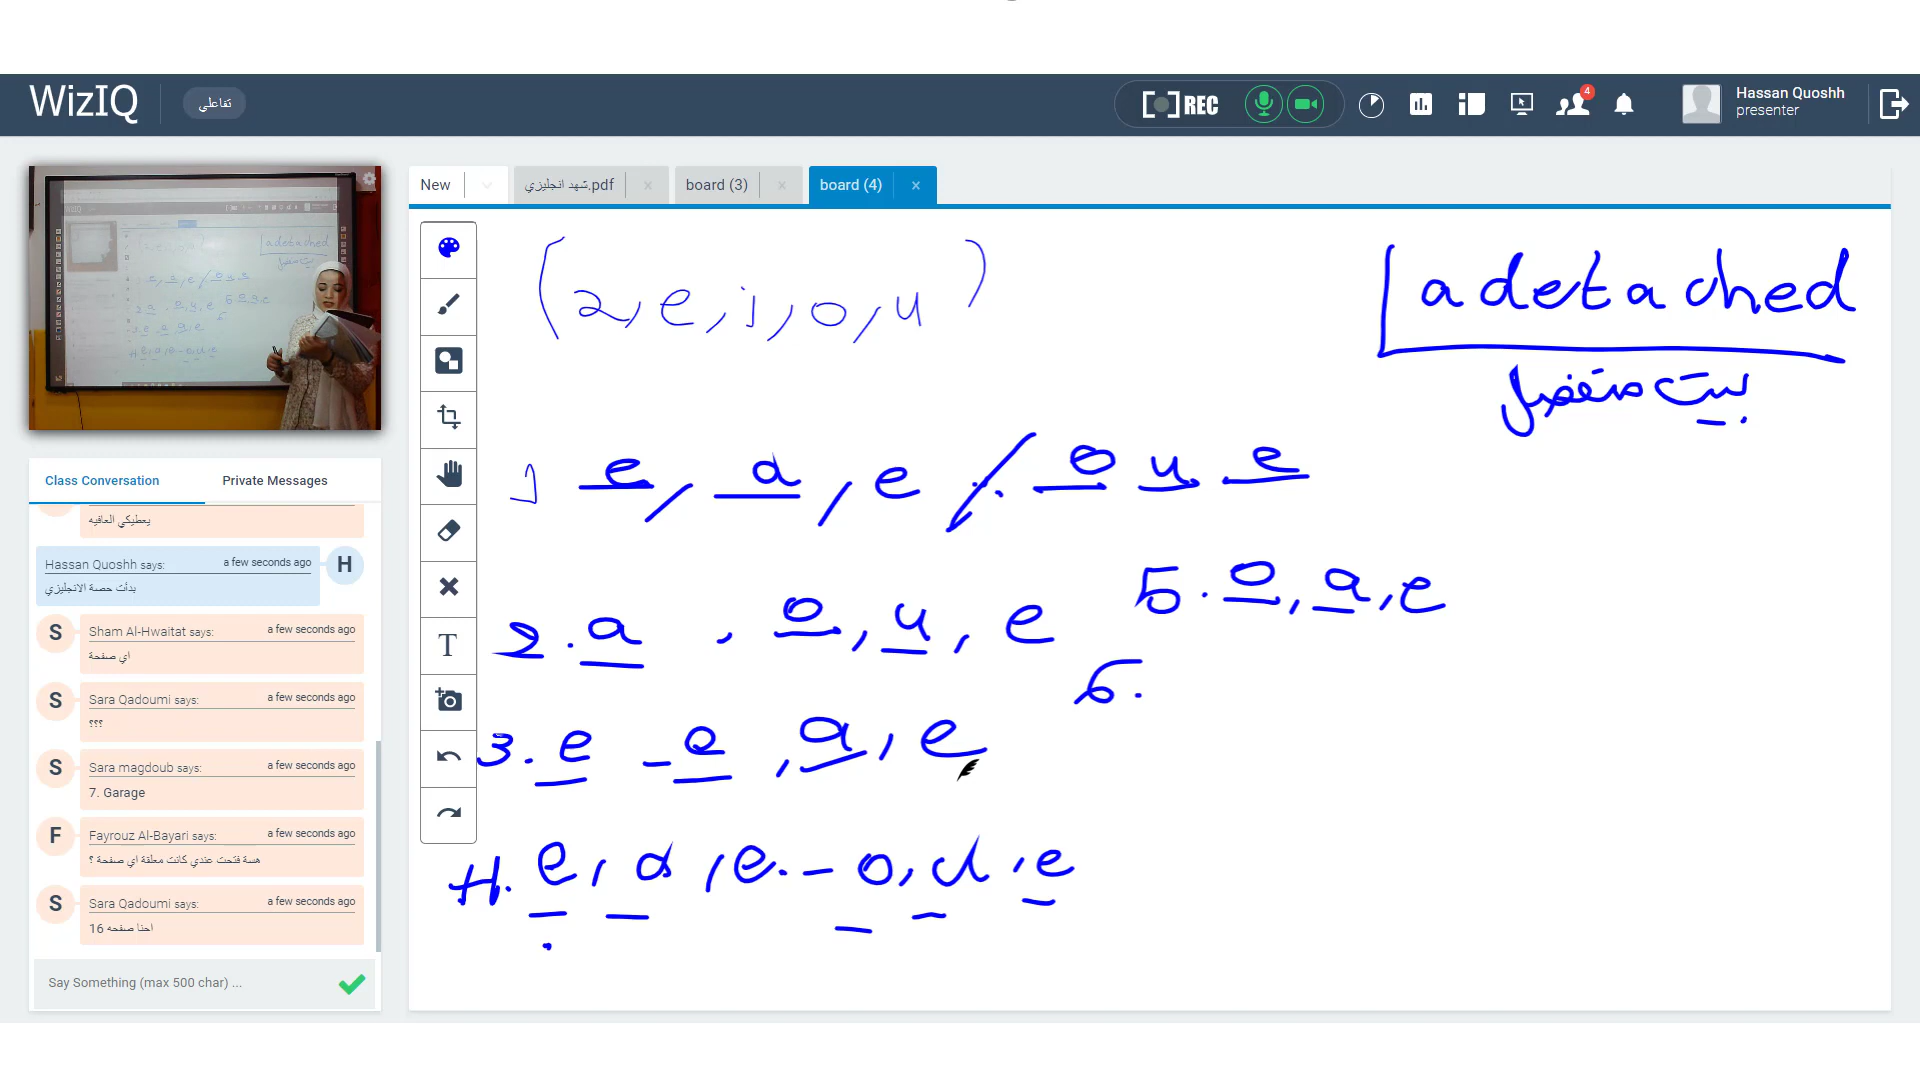 WizIQ
تفاعلي
REC
4
Hassan Quoshh
presenter
New
شهد انجليزي.pdf
board (3)
board (4)
Class Conversation
Private Messages
يعطيكي العافيه
Hassan Quoshh says:
a few seconds ago
H
بدأت حصة الانجليزي
S
Sham Al-Hwaitat says:
a few seconds ago
اي صفحة
S
Sara Qadoumi says:
a few seconds ago
؟؟؟
S
Sara magdoub says:
a few seconds ago
7. Garage
F
Fayrouz Al-Bayari says:
a few seconds ago
هسة فتحت عندي كانت معلقة اي صفحة ؟
S
Sara Qadoumi says:
a few seconds ago
احنا صفحه 16
Say Something (max 500 char) ...
T
(a, e, i, o, u)
a detached
بيت منفصل
1 e, a, e / o u e
2. a , o, u, e
3. e - e, a, e
4. e, a, e - o, u, e
5. o, a, e
6.